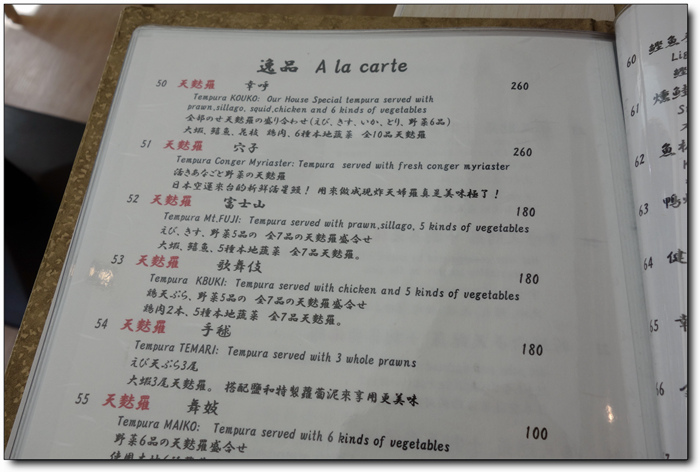 逸品 A la carte
50 天麩羅 幸呼 260
Tempura KOUKO: Our House Special tempura served with
prawn,sillago, squid,chicken and 6 kinds of vegetables
全部のせ天麩羅の盛り合わせ(えび、きす、いか、とり、野菜6品)
大蝦、鱚魚、花枝 鶏肉、6種本地蔬菜 全10品天麩羅
51 天麩羅 穴子 260
Tempura Conger Myriaster: Tempura served with fresh conger myriaster
活きあなごと野菜の天麩羅
日本空運來台的新鮮活星鰻! 用來做成現炸天婦羅真是美味極了!
52 天麩羅 富士山 180
Tempura Mt.FUJI: Tempura served with prawn,sillago, 5 kinds of vegetables
えび、きす、野菜5品の 全7品の天麩羅盛合せ
大蝦、鱚魚、5種本地蔬菜 全7品天麩羅。
53 天麩羅 歌舞伎 180
Tempura KBUKI: Tempura served with chicken and 5 kinds of vegetables
鶏天ぷら、野菜5品の 全7品の天麩羅盛合せ
鶏肉2本、5種本地蔬菜 全7品天麩羅。
54 天麩羅 手毬 180
Tempura TEMARI: Tempura served with 3 whole prawns
えび天ぷら3尾
大蝦3尾天麩羅。 搭配鹽和特製蘿蔔泥來享用更美味
55 天麩羅 舞妓 100
Tempura MAIKO: Tempura served with 6 kinds of vegetables
野菜6品の天麩羅盛合せ
60 鰹魚
61
62 魚
63 鴨
64
65
66